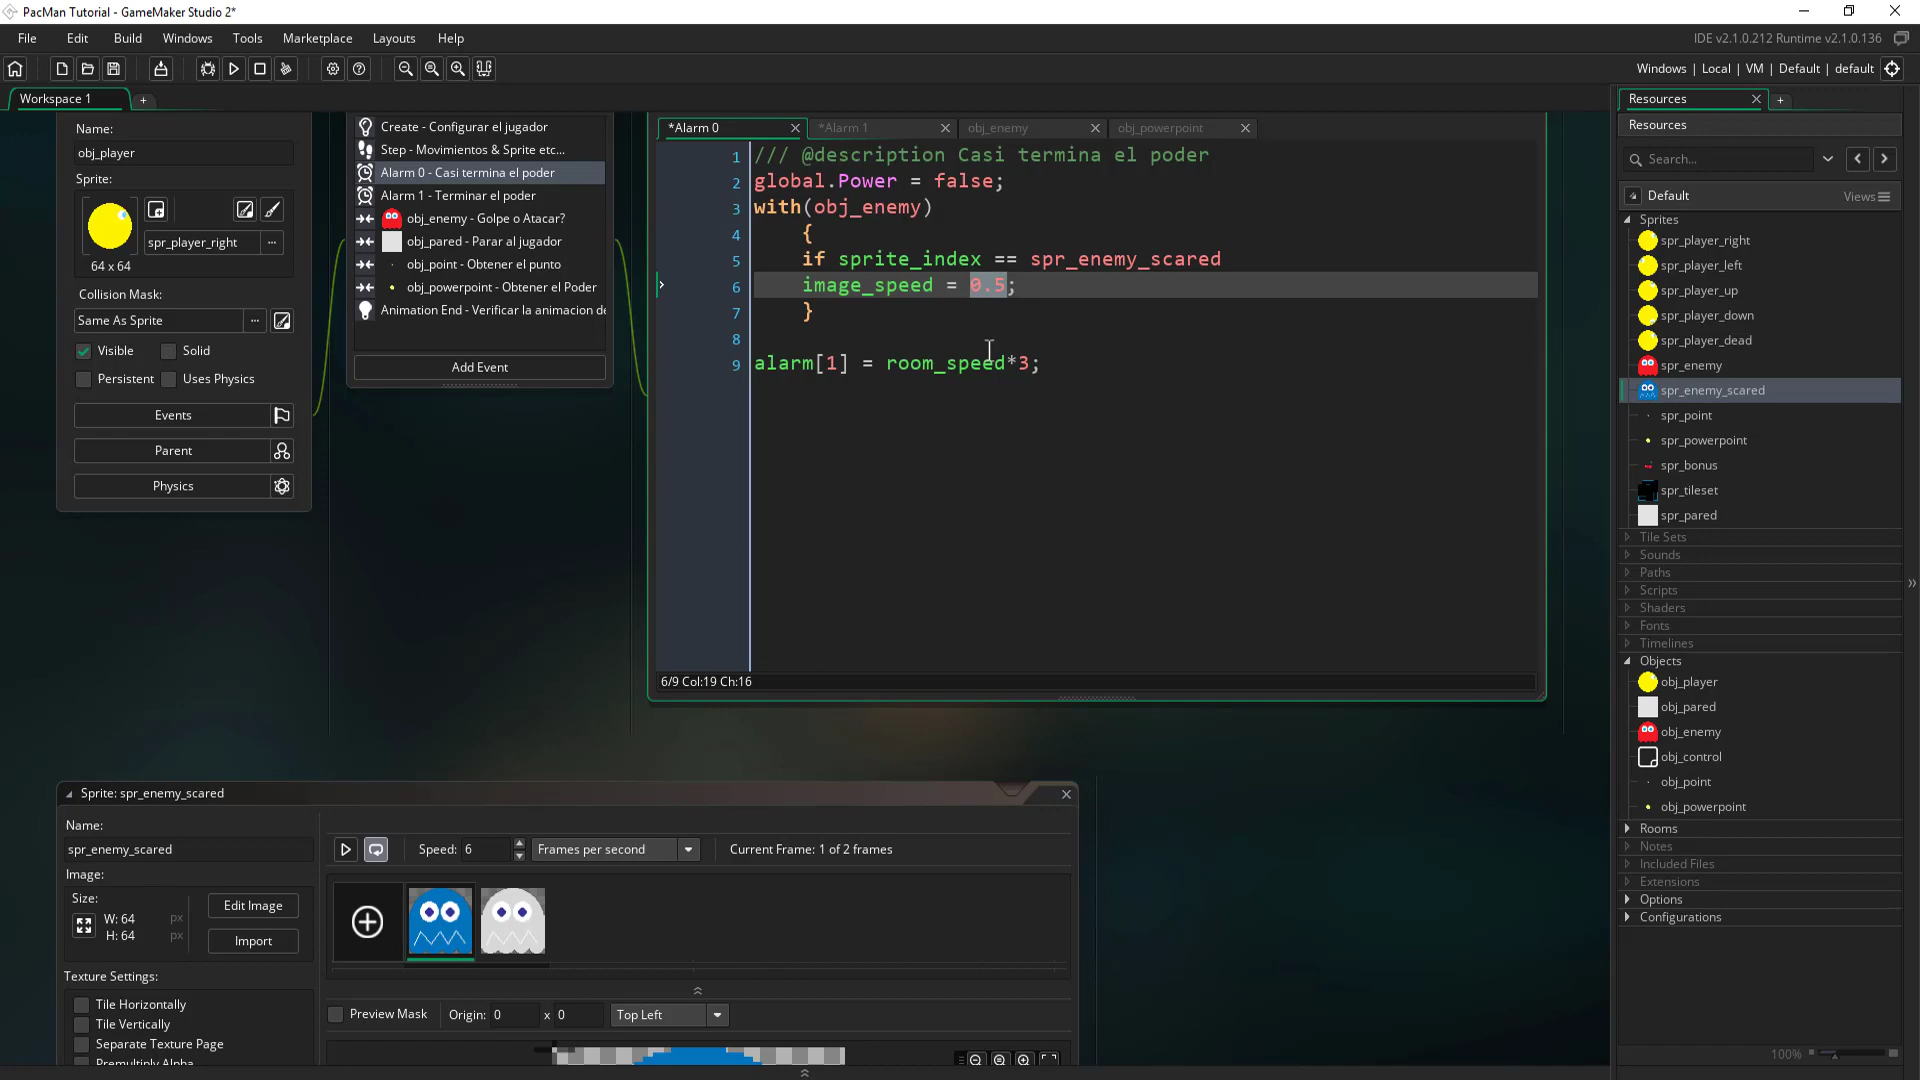 PacMan Tutorial - GameMaker Studio 2*
File Edit Build Windows Tools Marketplace Layouts Help
IDE v2.1.0.212 Runtime v2.1.0.136
Windows | Local | VM | Default | default
Workspace 1
Name:
obj_player
Sprite:
spr_player_right
64 x 64
Collision Mask:
Same As Sprite
Visible Solid
Persistent Uses Physics
Events
Parent
Physics
Create - Configurar el jugador
Step - Movimientos & Sprite etc...
Alarm 0 - Casi termina el poder
Alarm 1 - Terminar el poder
obj_enemy - Golpe o Atacar?
obj_pared - Parar al jugador
obj_point - Obtener el punto
obj_powerpoint - Obtener el Poder
Animation End - Verificar la animacion de
Add Event
*Alarm 0 *Alarm 1 obj_enemy obj_powerpoint
1 /// @description Casi termina el poder
2 global.Power = false;
3 with(obj_enemy)
4 {
5 if sprite_index == spr_enemy_scared
6 image_speed = 0.5;
7 }
8
9 alarm[1] = room_speed*3;
6/9 Col:19 Ch:16
Sprite: spr_enemy_scared
Name:
spr_enemy_scared
Image:
Size:
W: 64 px
H: 64 px
Edit Image
Import
Texture Settings:
Tile Horizontally
Tile Vertically
Separate Texture Page
Premultiply Alpha
Speed: 6 Frames per second Current Frame: 1 of 2 frames
Preview Mask Origin: 0 x 0 Top Left
Resources
Resources
Search...
Default Views
Sprites
spr_player_right
spr_player_left
spr_player_up
spr_player_down
spr_player_dead
spr_enemy
spr_enemy_scared
spr_point
spr_powerpoint
spr_bonus
spr_tileset
spr_pared
Tile Sets
Sounds
Paths
Scripts
Shaders
Fonts
Timelines
Objects
obj_player
obj_pared
obj_enemy
obj_control
obj_point
obj_powerpoint
Rooms
Notes
Included Files
Extensions
Options
Configurations
100%